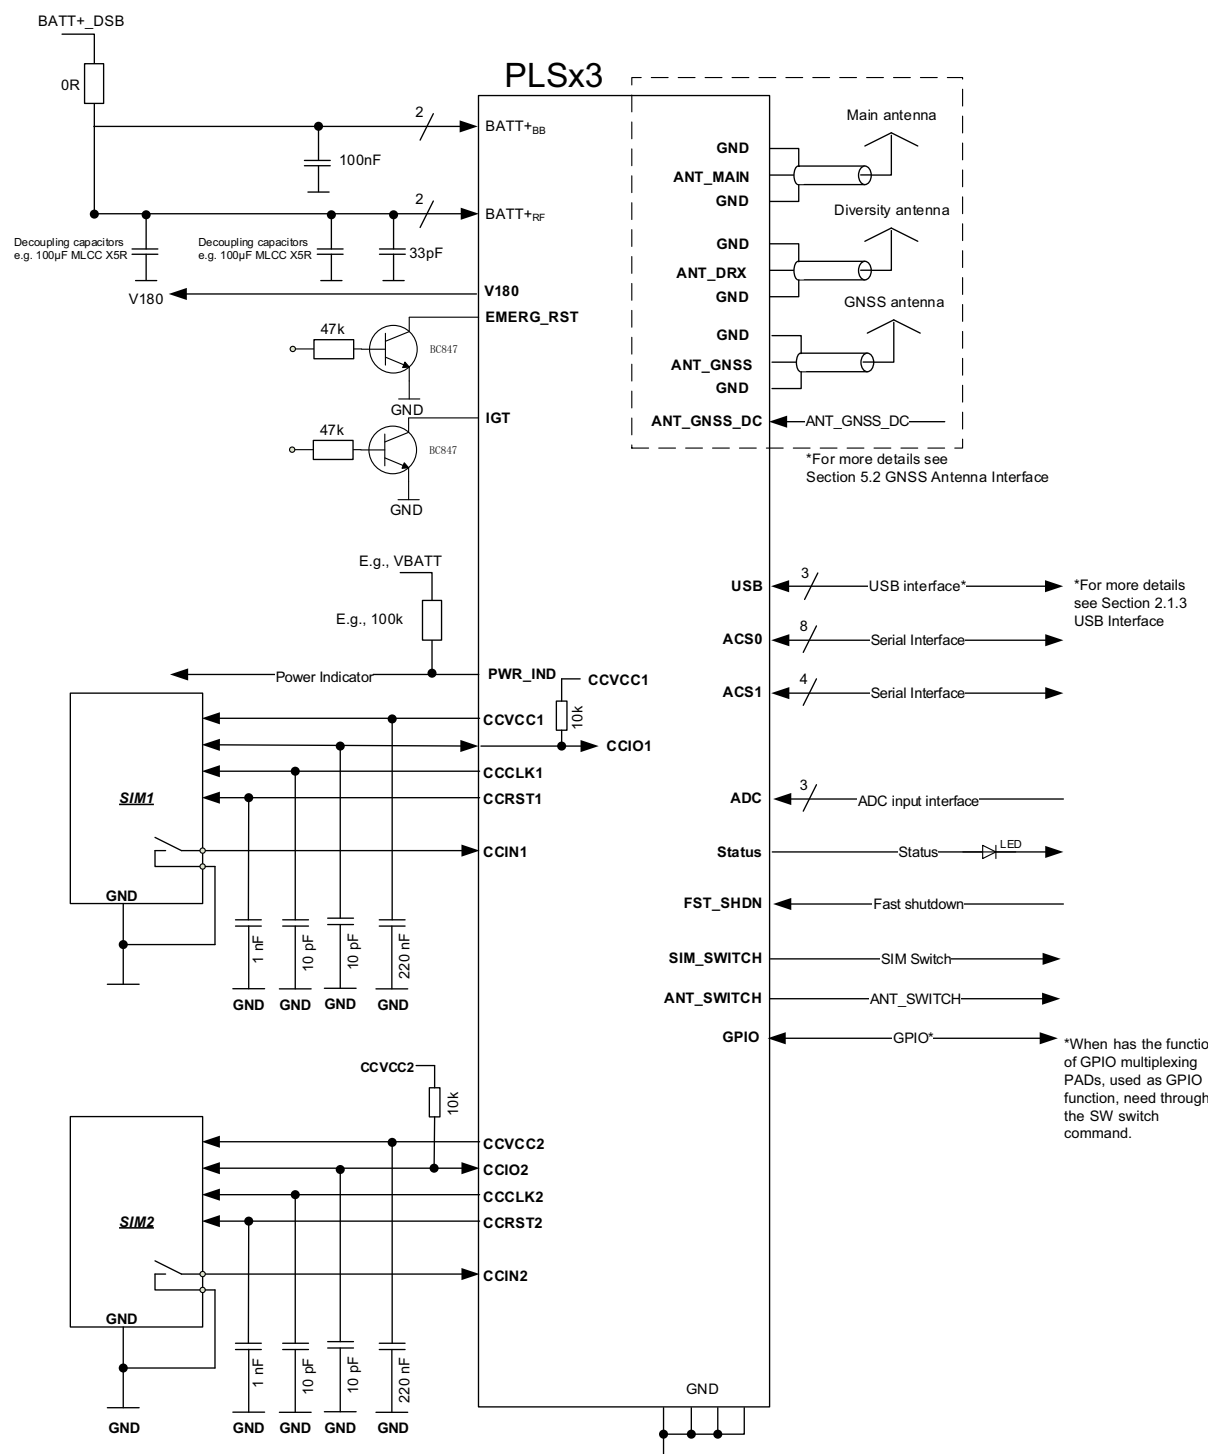 BATT+_DSB
0R
PLSx3
2
BATT+BB
100nF
2
BATT+RF
Decoupling capacitors
e.g. 100µF MLCC X5R
Decoupling capacitors
e.g. 100µF MLCC X5R
33pF
V180
V180
EMERG_RST
47k
BC847
GND
IGT
47k
BC847
GND
E.g., VBATT
E.g., 100k
Power Indicator
PWR_IND
CCVCC1
10k
CCVCC1
CCIO1
CCCLK1
CCRST1
SIM1
CCIN1
GND
1 nF
10 pF
10 pF
220 nF
GND
GND
GND
GND
CCVCC2
10k
CCVCC2
CCIO2
CCCLK2
CCRST2
SIM2
CCIN2
GND
1 nF
10 pF
10 pF
220 nF
GND
GND
GND
GND
GND
Main antenna
GND
ANT_MAIN
GND
Diversity antenna
GND
ANT_DRX
GND
GNSS antenna
GND
ANT_GNSS
GND
ANT_GNSS_DC
ANT_GNSS_DC
*For more details see
Section 5.2 GNSS Antenna Interface
USB
3
USB interface*
*For more details
see Section 2.1.3
USB Interface
ACS0
8
Serial Interface
ACS1
4
Serial Interface
ADC
3
ADC input interface
Status
Status
LED
FST_SHDN
Fast shutdown
SIM_SWITCH
SIM Switch
ANT_SWITCH
ANT_SWITCH
GPIO
GPIO*
*When has the functio
of GPIO multiplexing
PADs, used as GPIO
function, need through
the SW switch
command.
GND